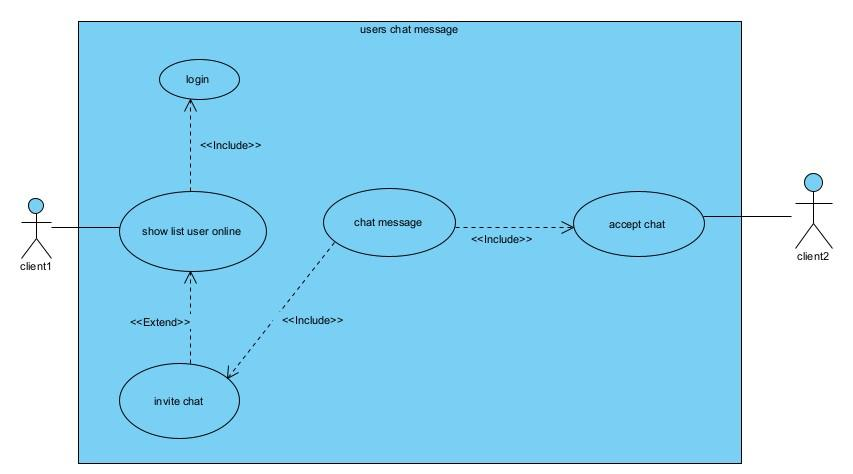 users chat message
login
<<Include>>
show list user online
chat message
accept chat
<<Include>>
client1
client2
<<Extend>>
<<Include>>
invite chat